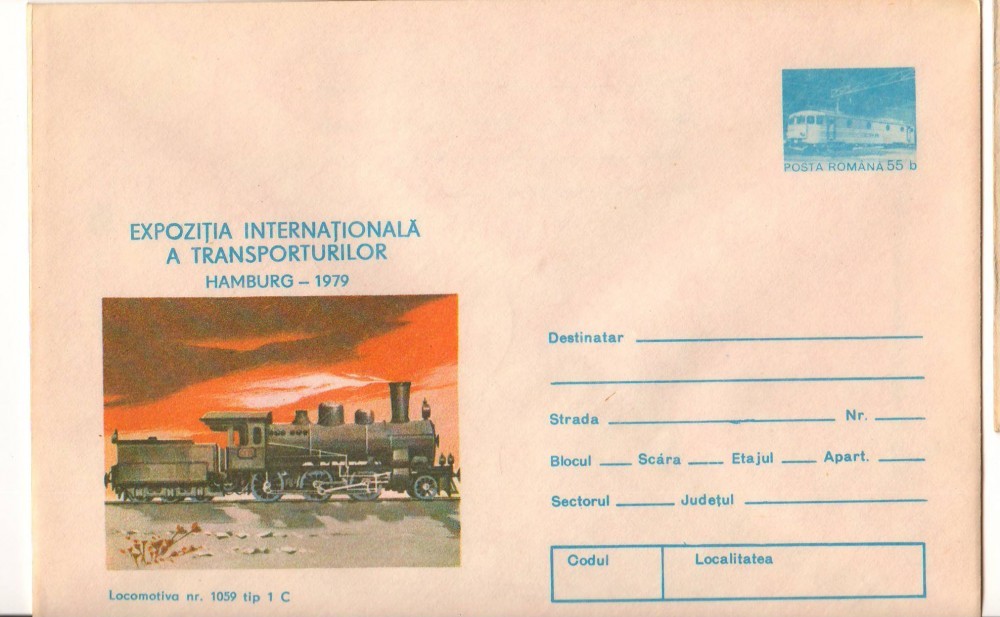 POSTA ROMÂNA 55 b
EXPOZIȚIA INTERNAȚIONALĂ
A TRANSPORTURILOR
HAMBURG – 1979
Destinatar
Strada Nr.
Blocul Scára Etajul Apart.
Sectorul Județul
Codul Localitatea
Locomotiva nr. 1059 tip 1 C